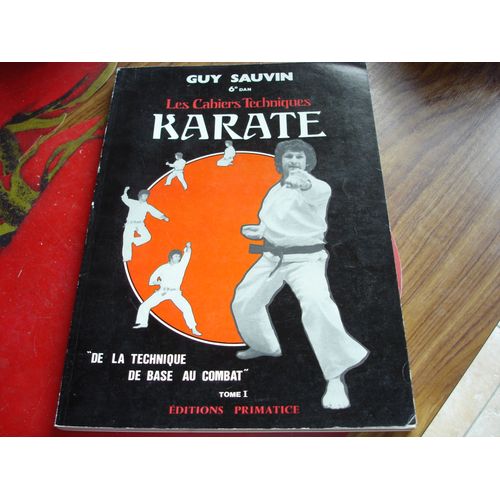 GUY SAUVIN
6e DAN
Les Cahiers Techniques
KARATE
"DE LA TECHNIQUE
DE BASE AU COMBAT"
TOME I
ÉDITIONS PRIMATICE